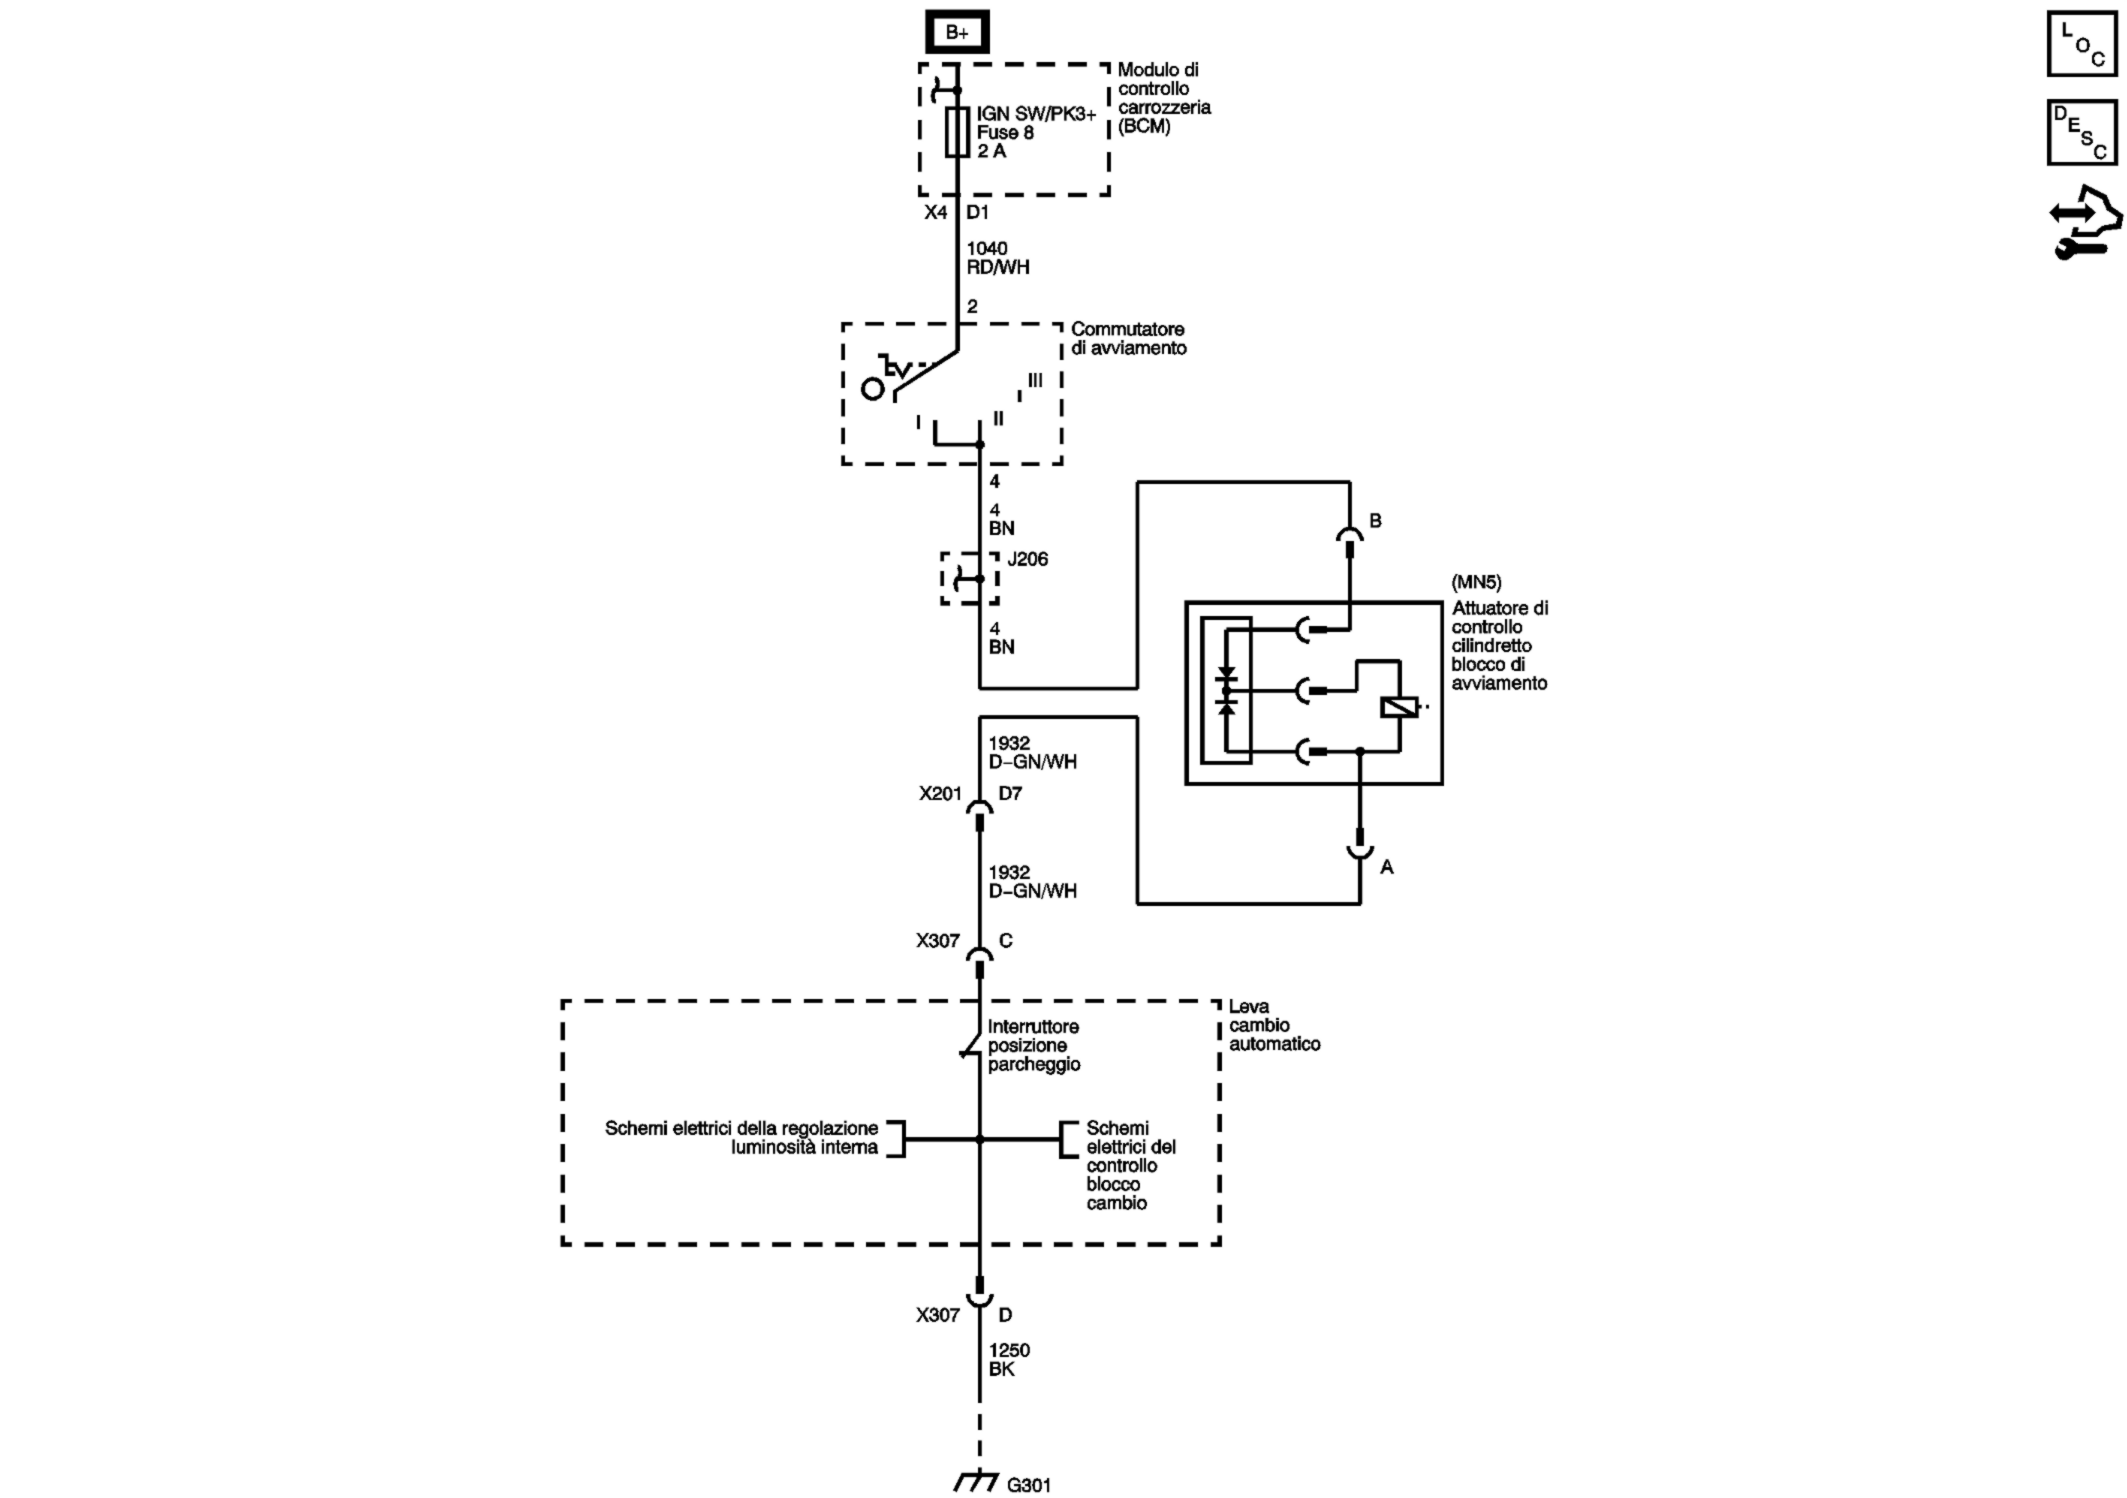 B+
Modulo di
controllo
carrozzeria
(BCM)
IGN SW/PK3+
Fuse 8
2 A
X4 D1
1040
RD/WH
2
Commutatore
di avviamento
III
I
II
4
4
BN
J206
4
BN
B
(MN5)
Attuatore di
controllo
cilindretto
blocco di
avviamento
1932
D-GN/WH
X201 D7
A
1932
D-GN/WH
X307 C
Leva
cambio
automatico
Interruttore
posizione
parcheggio
Schemi elettrici della regolazione
luminosità interna
Schemi
elettrici del
controllo
blocco
cambio
X307 D
1250
BK
G301
LOC
DESC